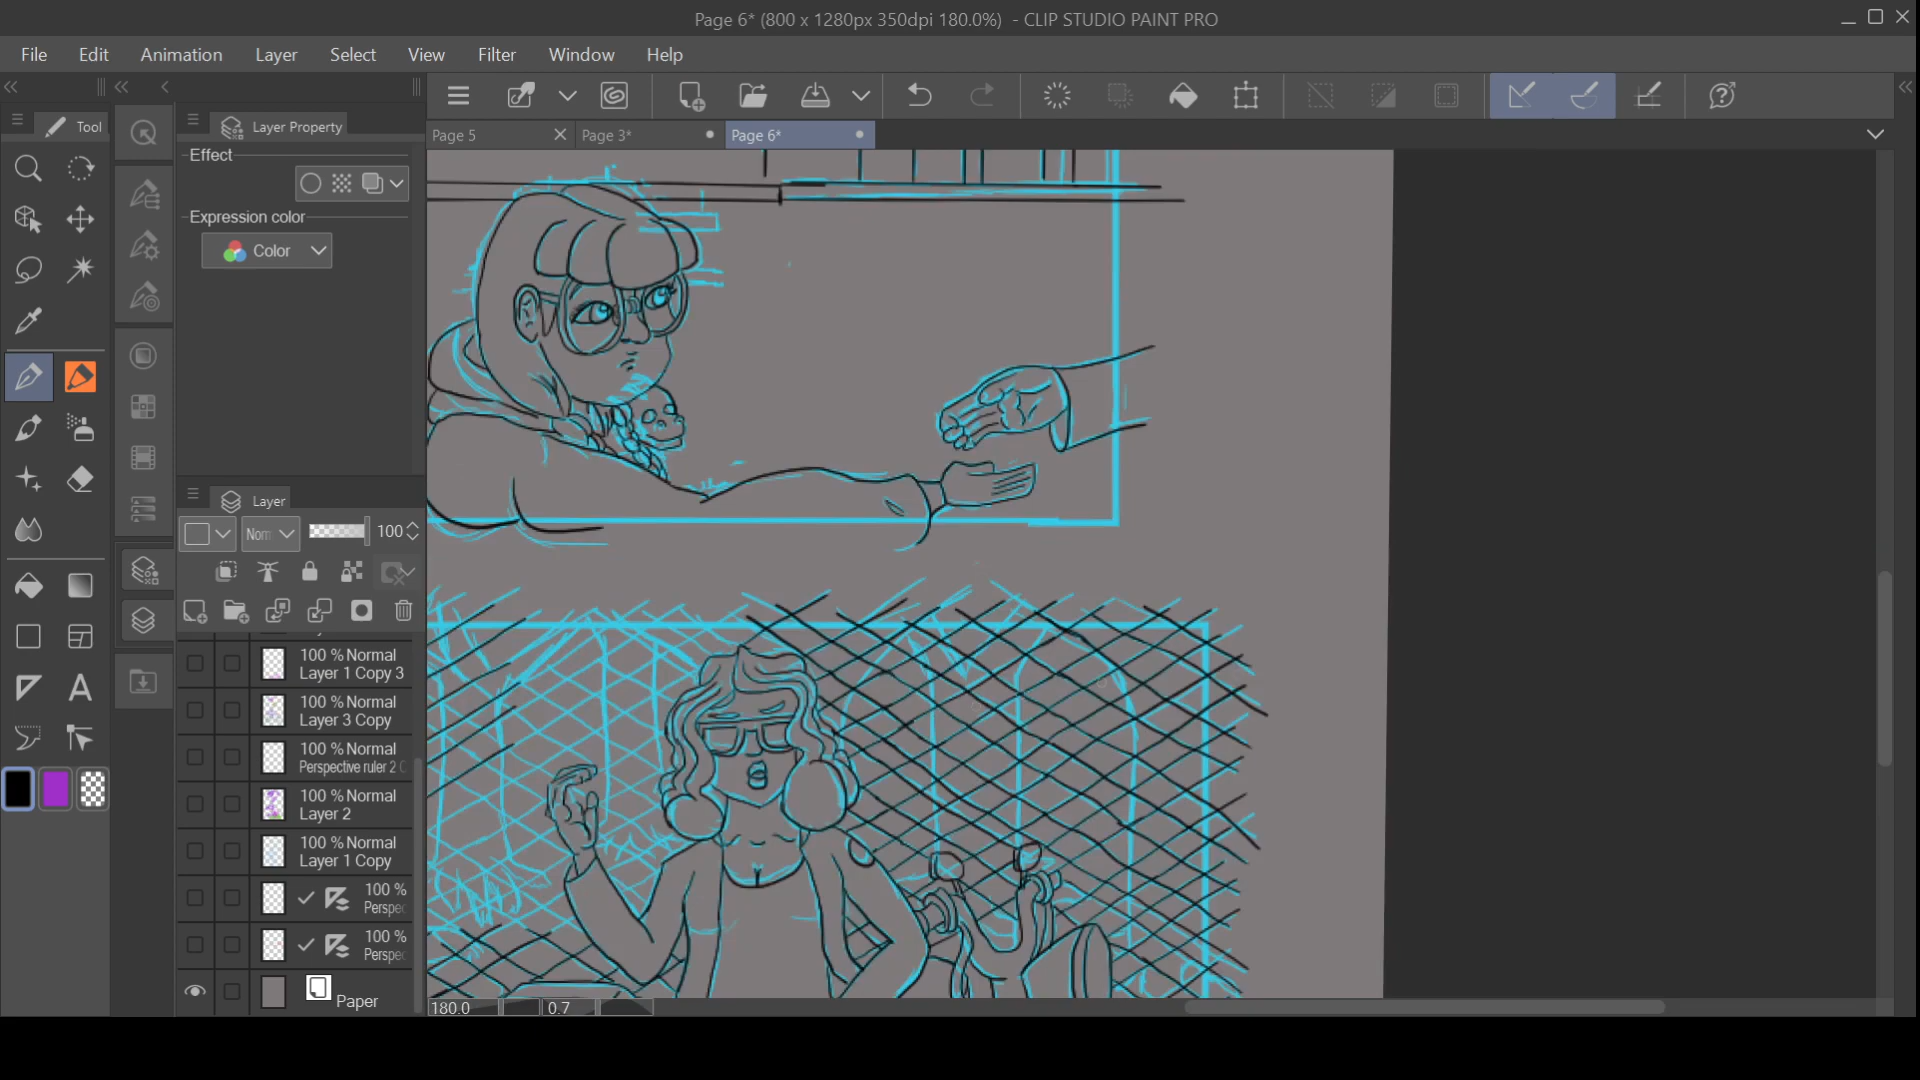 Page 6* (800 x 1280px 350dpi 180.0%)  - CLIP STUDIO PAINT PRO
File Edit Animation Layer Select View Filter Window Help
Tool
Layer Property
Page 5
Page 3*
Page 6*
Effect
Expression color
Color
Layer
Norm
100
100 % Normal
Layer 1 Copy 3
100 % Normal
Layer 3 Copy
100 % Normal
Perspective ruler 2 C
100 % Normal
Layer 2
100 % Normal
Layer 1 Copy
100 %
Perspec
100 %
Perspec
Paper
180.0
0.7